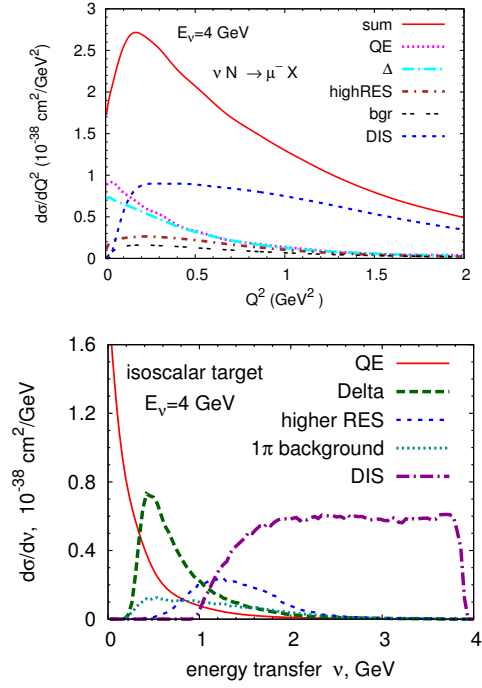 E_ν=4 GeV
ν N → μ⁻ X
sum
QE
Δ
highRES
bgr
DIS
dσ/dQ² (10⁻³⁸ cm²/GeV²)
3
2.5
2
1.5
1
0.5
0
0 0.5 1 1.5 2
Q² (GeV²)
isoscalar target
E_ν=4 GeV
QE
Delta
higher RES
1π background
DIS
dσ/dν, 10⁻³⁸ cm²/GeV
1.6
1.2
0.8
0.4
0
0 1 2 3 4
energy transfer ν, GeV